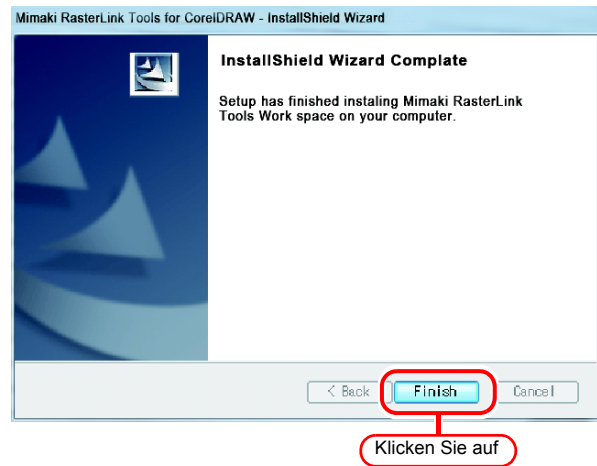 Mimaki RasterLink Tools for CorelDRAW - InstallShield Wizard
InstallShield Wizard Complate
Setup has finished instaling Mimaki RasterLink
Tools Work space on your computer.
< Back Finish Cancel
Klicken Sie auf